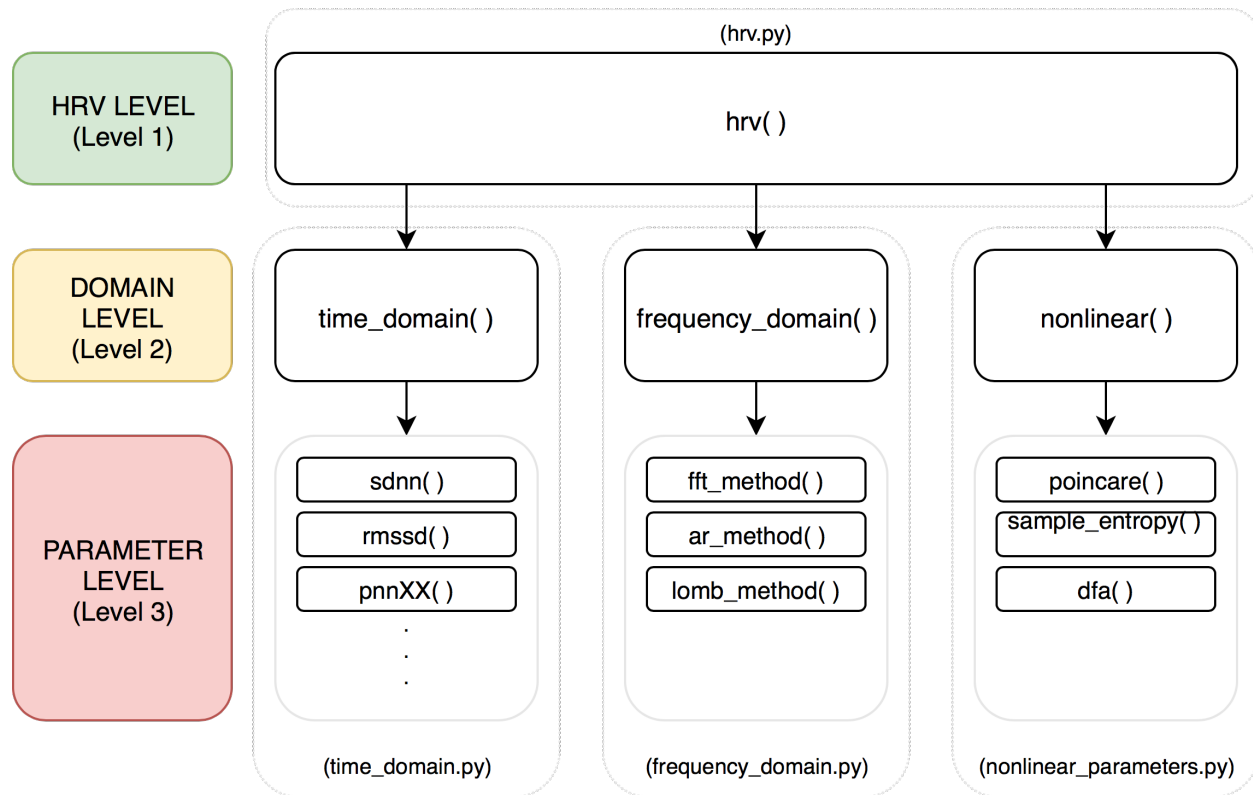 (hrv.py)
HRV LEVEL
(Level 1)
hrv( )
DOMAIN
LEVEL
(Level 2)
time_domain( )
frequency_domain( )
nonlinear( )
PARAMETER
LEVEL
(Level 3)
sdnn( )
rmssd( )
pnnXX( )
.
.
.
fft_method( )
ar_method( )
lomb_method( )
poincare( )
sample_entropy( )
dfa( )
(time_domain.py)
(frequency_domain.py)
(nonlinear_parameters.py)